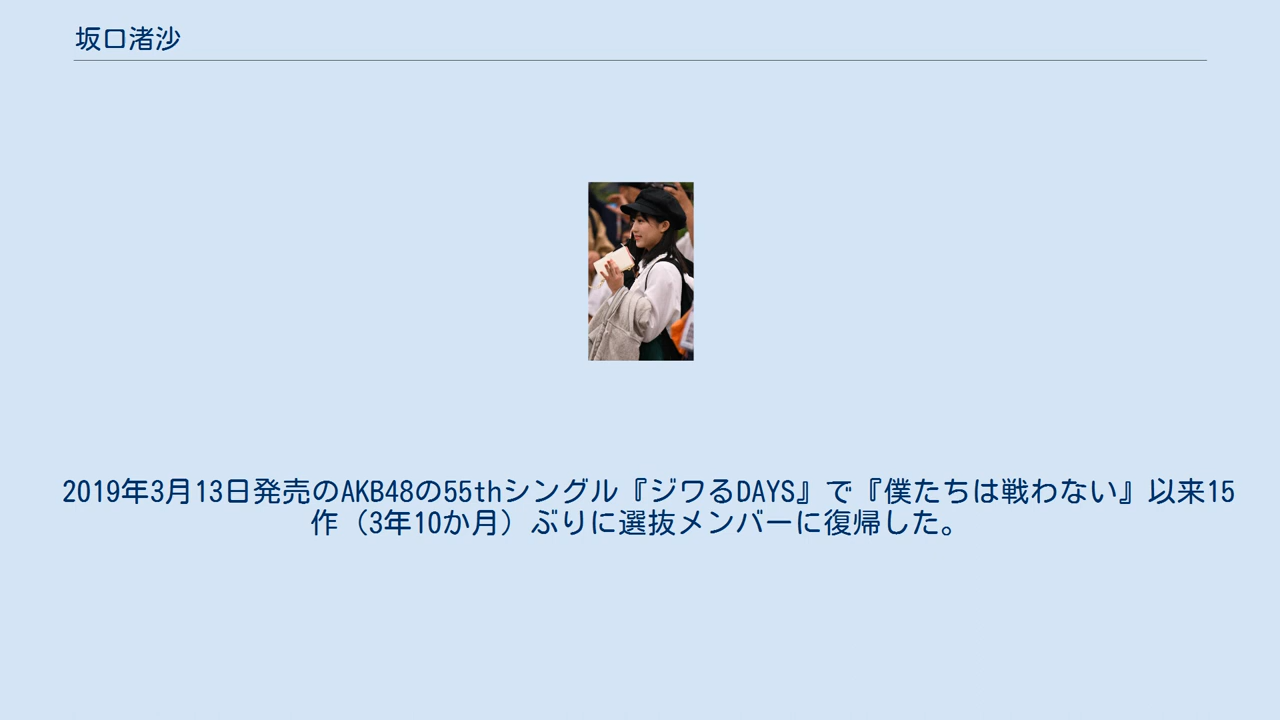 坂口渚沙
2019年3月13日発売のAKB48の55thシングル『ジワるDAYS』で『僕たちは戦わない』以来15
作（3年10か月）ぶりに選抜メンバーに復帰した。